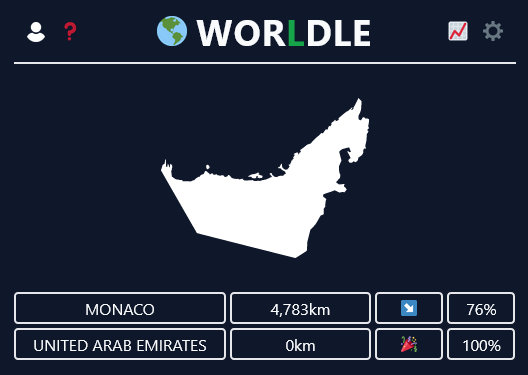 WORLDLE
MONACO 4,783km ↘ 76%
UNITED ARAB EMIRATES 0km 🎉 100%